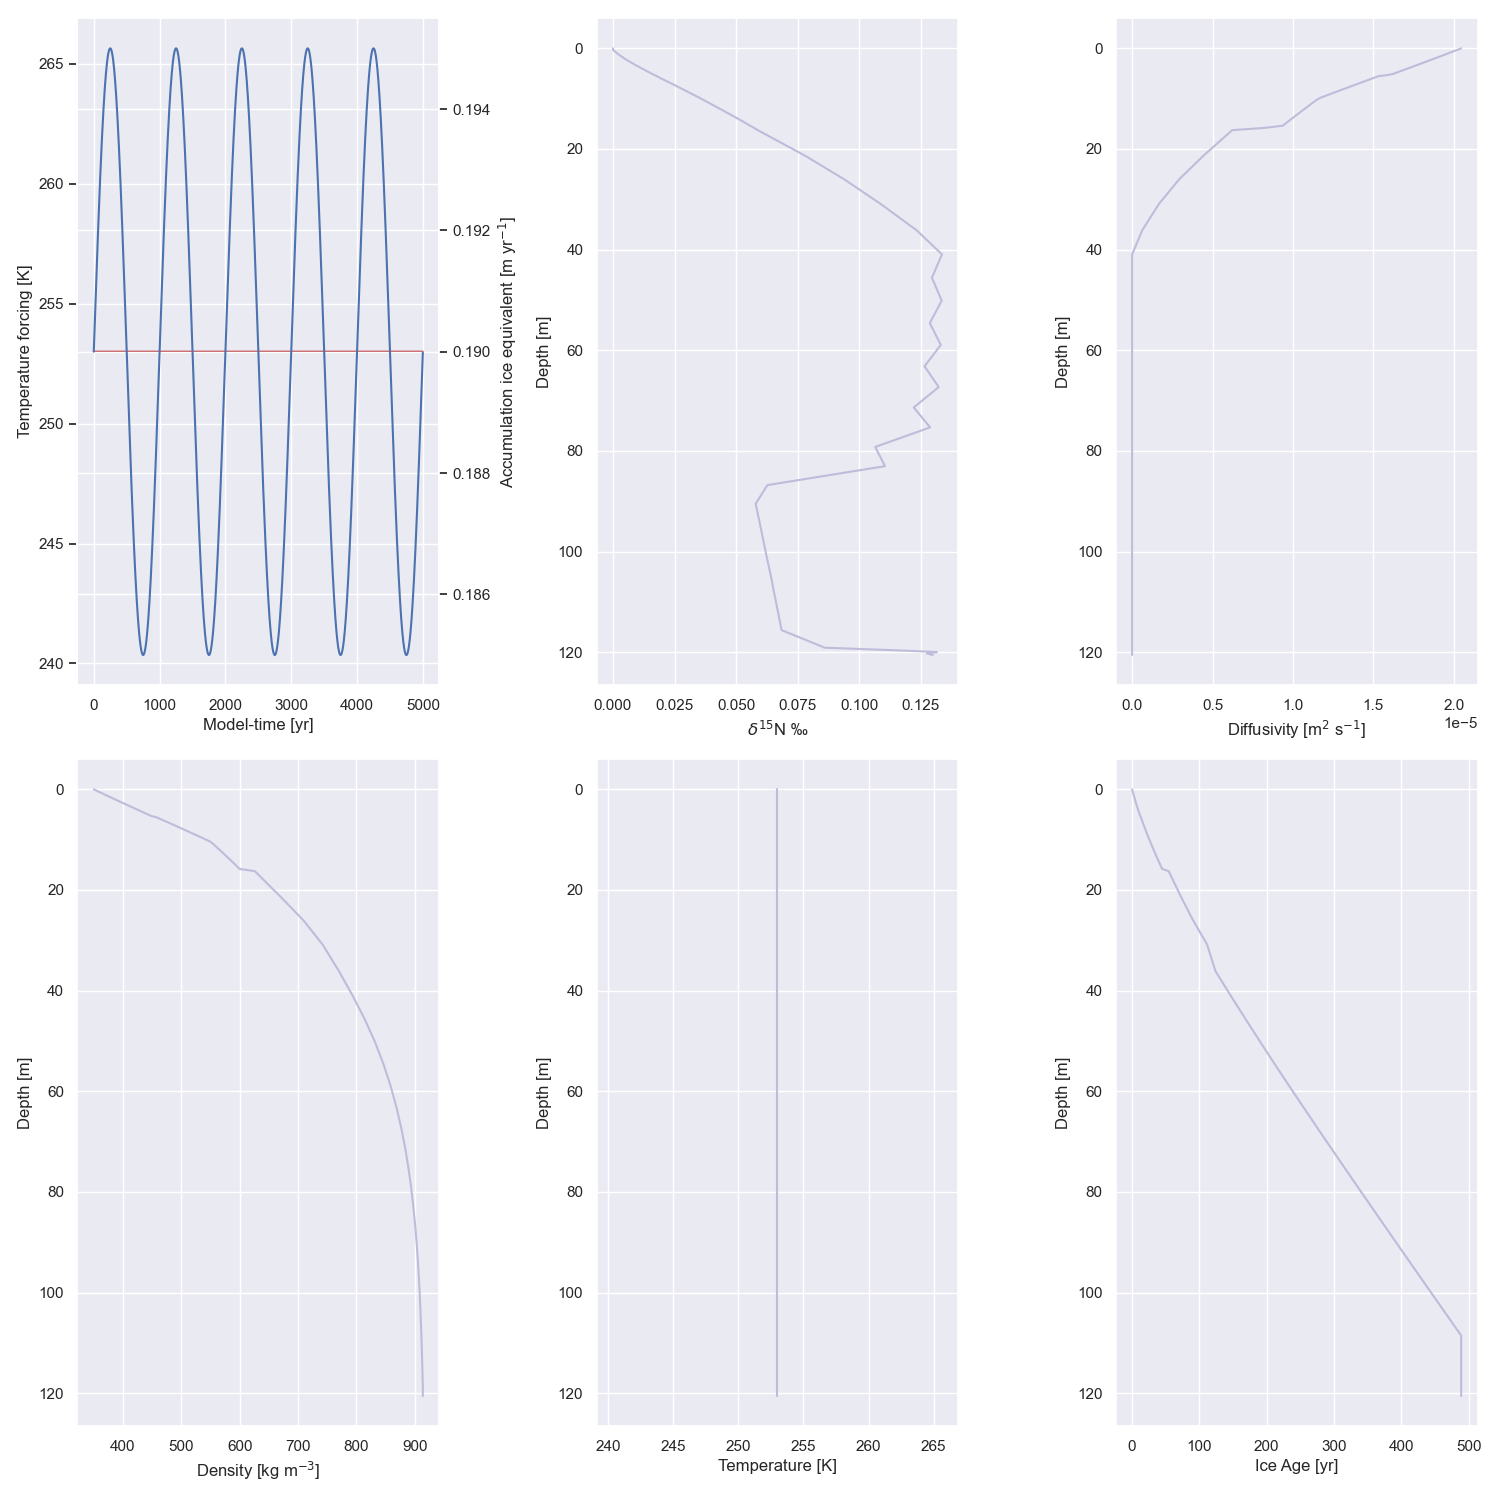 Temperature forcing [K]
265
260
255
250
245
240
0 1000 2000 3000 4000 5000
Model-time [yr]
0.194
0.192
0.190
0.188
0.186
Accumulation ice equivalent [m yr⁻¹]
Depth [m]
0
20
40
60
80
100
120
0.000 0.025 0.050 0.075 0.100 0.125
δ¹⁵N ‰
Depth [m]
0
20
40
60
80
100
120
0.0 0.5 1.0 1.5 2.0
1e−5
Diffusivity [m² s⁻¹]
Depth [m]
0
20
40
60
80
100
120
400 500 600 700 800 900
Density [kg m⁻³]
Depth [m]
0
20
40
60
80
100
120
240 245 250 255 260 265
Temperature [K]
Depth [m]
0
20
40
60
80
100
120
0 100 200 300 400 500
Ice Age [yr]